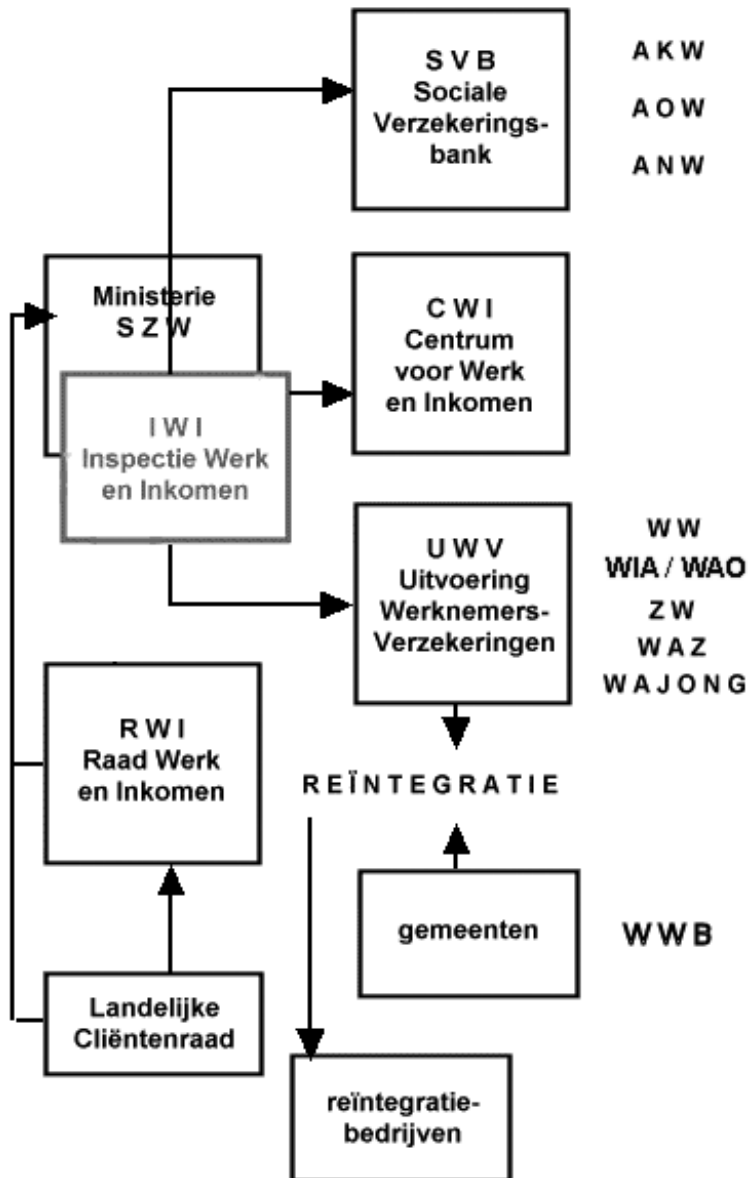 S V B
Sociale
Verzekerings-
bank
A K W
A O W
A N W
Ministerie
S Z W
I W I
Inspectie Werk
en Inkomen
C W I
Centrum
voor Werk
en Inkomen
U W V
Uitvoering
Werknemers-
Verzekeringen
W W
WIA / WAO
Z W
W A Z
W A J O N G
R W I
Raad Werk
en Inkomen
R E Ï N T E G R A T I E
gemeenten
W W B
Landelijke
Cliëntenraad
reïntegratie-
bedrijven